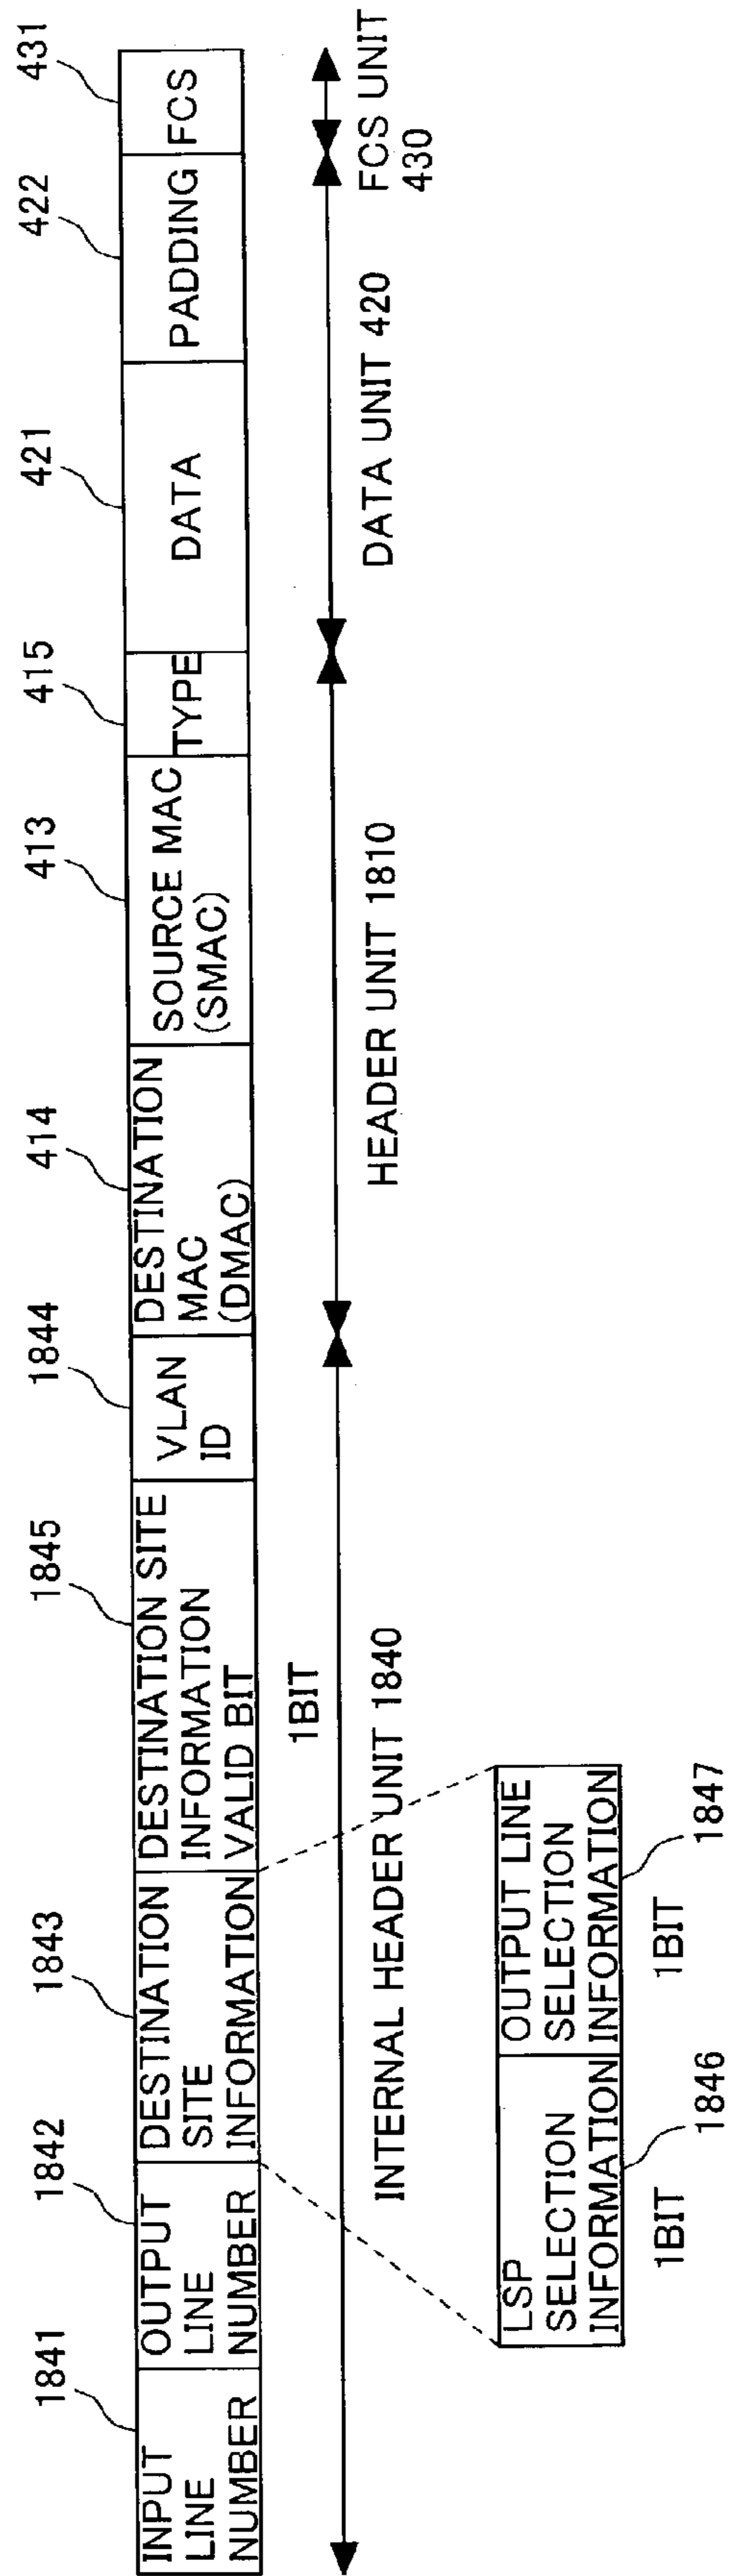 1841
1842
1843
1845
1844
414
413
415
421
422
431
INPUT
LINE
NUMBER
OUTPUT
LINE
NUMBER
DESTINATION
SITE
INFORMATION
DESTINATION SITE
INFORMATION
VALID BIT
VLAN
ID
DESTINATION
MAC
(DMAC)
SOURCE MAC
(SMAC)
TYPE
DATA
PADDING
FCS
1BIT
INTERNAL HEADER UNIT 1840
HEADER UNIT 1810
DATA UNIT 420
FCS UNIT
430
LSP
SELECTION
INFORMATION
OUTPUT LINE
SELECTION
INFORMATION
1BIT
1846
1BIT
1847